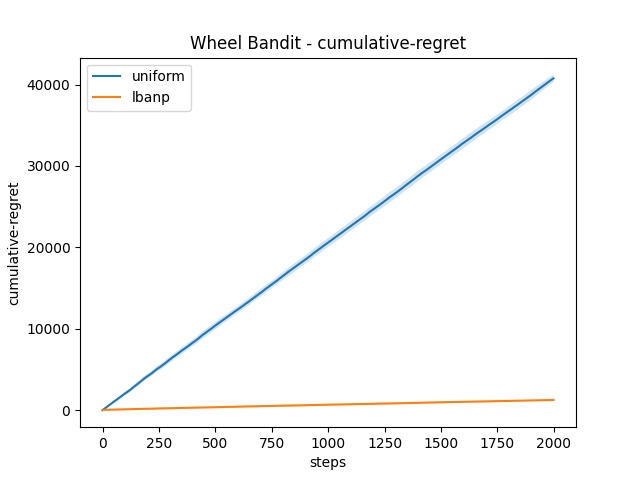 Wheel Bandit - cumulative-regret
uniform
lbanp
cumulative-regret
40000
30000
20000
10000
0
0 250 500 750 1000 1250 1500 1750 2000
steps